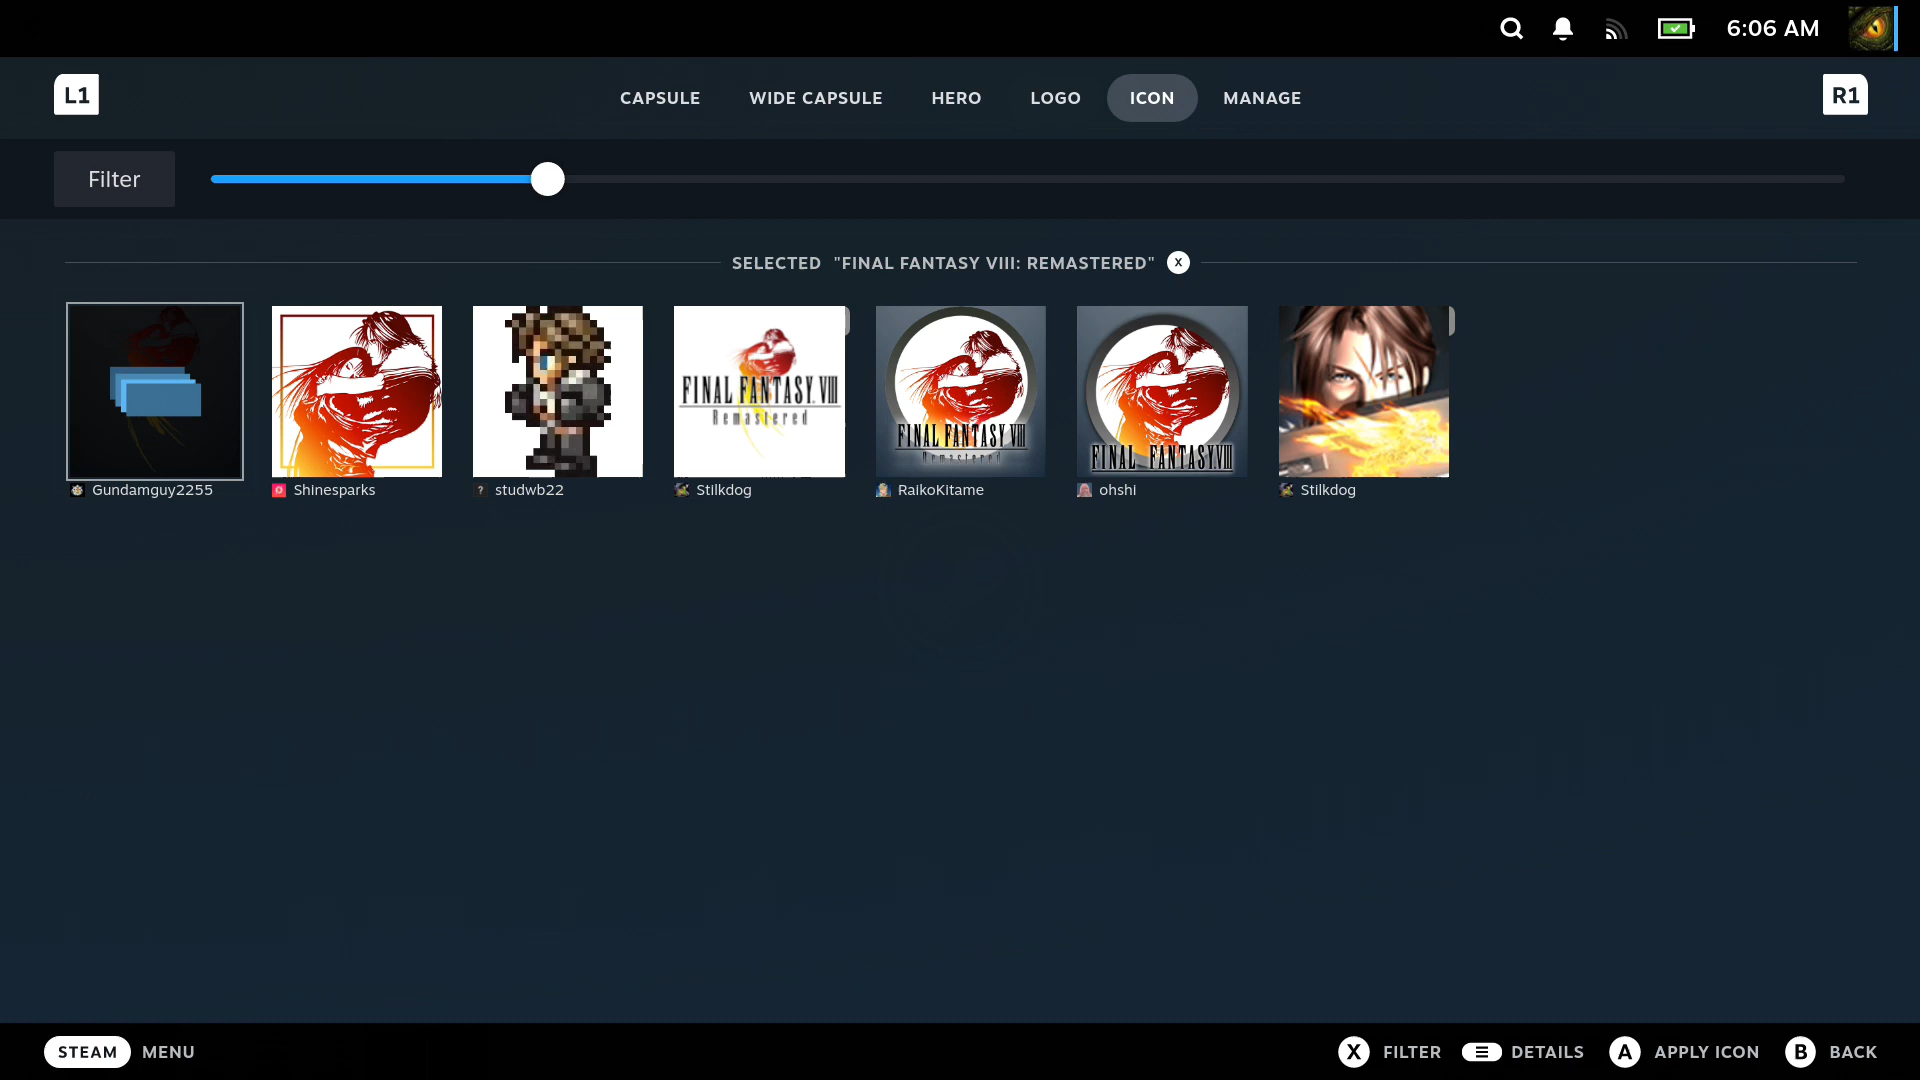 6:06 AM
L1
CAPSULE
WIDE CAPSULE
HERO
LOGO
ICON
MANAGE
R1
Filter
SELECTED "FINAL FANTASY VIII: REMASTERED" X
FINAL FANTASY VIII
Remastered
FINAL FANTASY VIII
Remastered
FINAL FANTASY VIII
Gundamguy2255
Shinesparks
? studwb22
Stilkdog
RaikoKitame
ohshi
Stilkdog
STEAM MENU
X FILTER
DETAILS
A APPLY ICON
B BACK